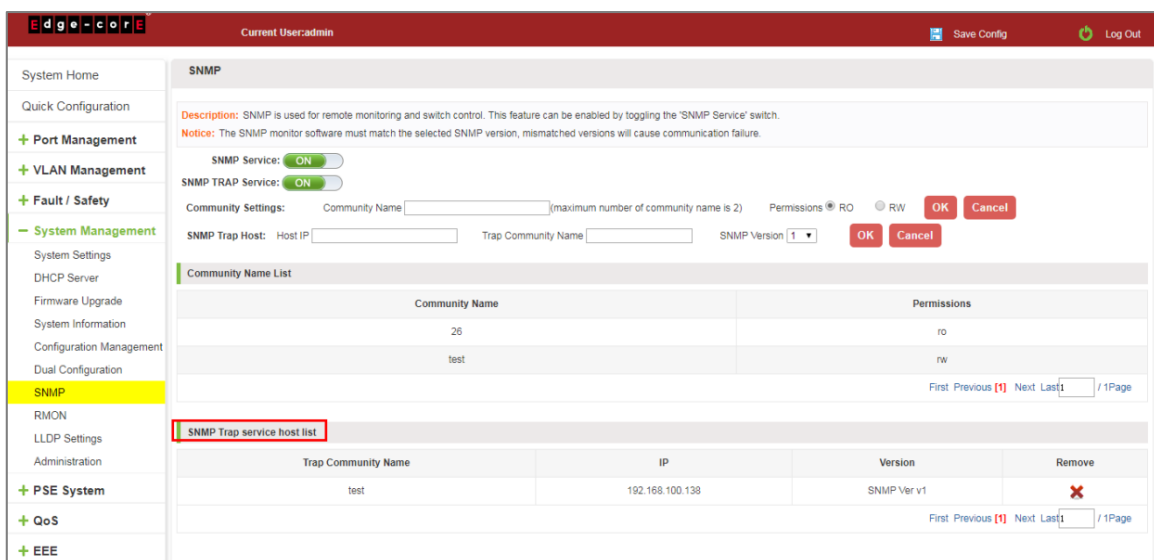 Edge-corE
Current User:admin
Save Config
Log Out
System Home
Quick Configuration
+ Port Management
+ VLAN Management
+ Fault / Safety
− System Management
System Settings
DHCP Server
Firmware Upgrade
System Information
Configuration Management
Dual Configuration
SNMP
RMON
LLDP Settings
Administration
+ PSE System
+ QoS
+ EEE
SNMP
Description: SNMP is used for remote monitoring and switch control. This feature can be enabled by toggling the 'SNMP Service' switch.
Notice: The SNMP monitor software must match the selected SNMP version, mismatched versions will cause communication failure.
SNMP Service: ON
SNMP TRAP Service: ON
Community Settings: Community Name (maximum number of community name is 2) Permissions RO RW OK Cancel
SNMP Trap Host: Host IP Trap Community Name SNMP Version 1 OK Cancel
Community Name List
Community Name Permissions
26 ro
test rw
First Previous [1] Next Last 1 / 1Page
SNMP Trap service host list
Trap Community Name IP Version Remove
test 192.168.100.138 SNMP Ver v1
First Previous [1] Next Last 1 / 1Page